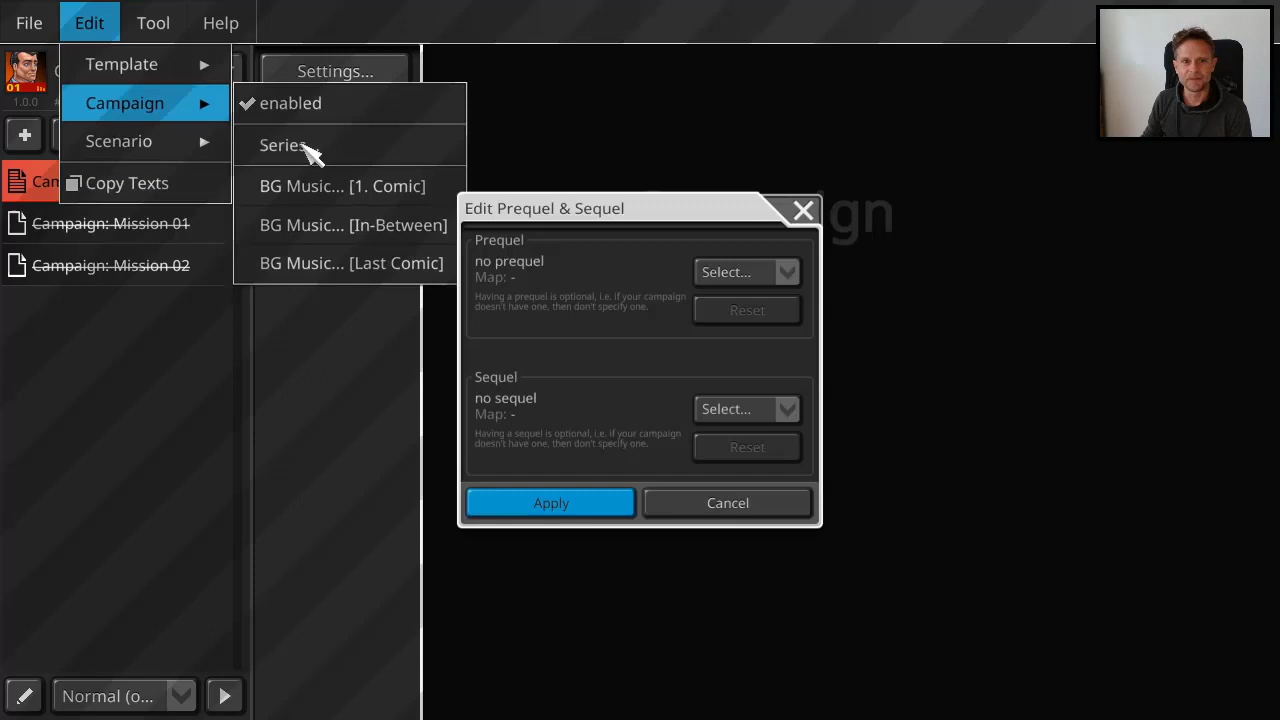 File Edit Tool Help
Template
Settings...
01
1.0.0
Campaign
enabled
Scenario
Series
Copy Texts
BG Music... [1. Comic]
BG Music... [In-Between]
BG Music... [Last Comic]
Campaign: Mission 01
Campaign: Mission 02
Edit Prequel & Sequel
Prequel
no prequel
Map: -
Select...
Having a prequel is optional, i.e. if your campaign
doesn't have one, then don't specify one.
Reset
Sequel
no sequel
Map: -
Select...
Having a sequel is optional, i.e. if your campaign
doesn't have one, then don't specify one.
Reset
Apply
Cancel
Normal (o...